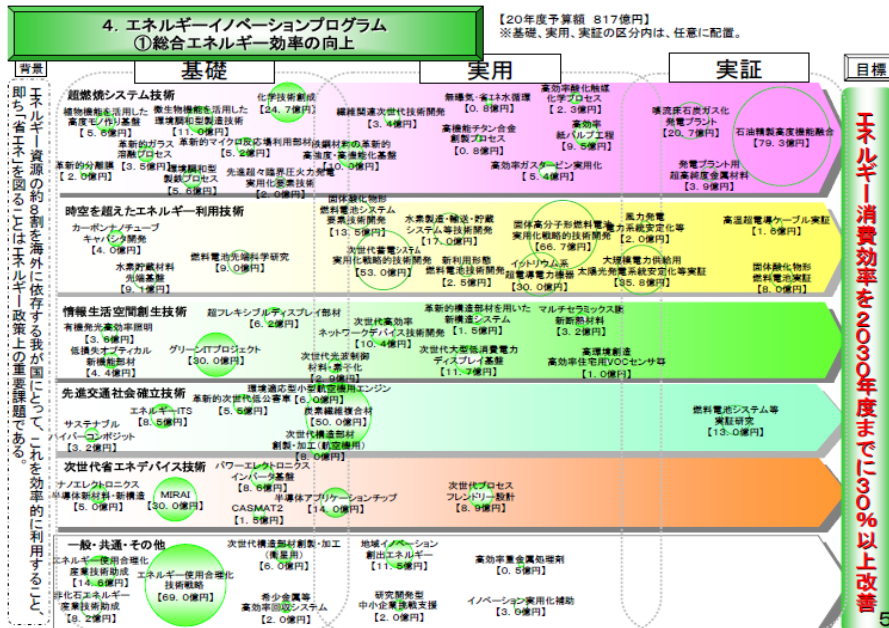 4. エネルギーイノベーションプログラム
①総合エネルギー効率の向上
【20年度予算額 817億円】
※基礎、実用、実証の区分内は、任意に配置。
背景
基礎
実用
実証
目標
エネルギー資源の約8割を海外に依存する我が国にとって、これを効率的に利用すること、
即ち「省エネ」を図ることはエネルギー政策上の重要課題である。
超燃焼システム技術
植物機能を活用した
高度モノ作り基盤
【5.6億円】
微生物機能を活用した
環境調和型製造技術
【11.0億円】
化学技術創成
【24.7億円】
革新的ガラス
溶融プロセス
【3.5億円】
革新的マイクロ反応場利用部材
【5.2億円】
革新的分離膜
【2.0億円】
環境調和型
製鉄プロセス
【5.6億円】
先進超々臨界圧火力発電
実用化要素技術
【2.0億円】
繊維関連次世代技術開発
【3.4億円】
鉄鋼材料の革新的
高強度・高機能化基盤
【10.3億円】
無曝気・省エネ水循環
【0.8億円】
高機能チタン合金
創製プロセス
【0.8億円】
高効率酸化触媒
化学プロセス
【2.3億円】
高効率
紙パルプ工程
【9.5億円】
高効率ガスタービン実用化
【5.4億円】
噴流床石炭ガス化
発電プラント
【20.7億円】
石油精製高度機能融合
【79.3億円】
発電プラント用
超高純度金属材料
【3.9億円】
時空を超えたエネルギー利用技術
カーボンナノチューブ
キャパシタ開発
【4.0億円】
水素貯蔵材料
先端基盤
【9.1億円】
燃料電池先端科学研究
【9.0億円】
固体酸化物形
燃料電池システム
要素技術開発
【13.5億円】
次世代蓄電システム
実用化戦略的技術開発
【53.0億円】
水素製造・輸送・貯蔵
システム等技術開発
【17.0億円】
新利用形態
燃料電池技術開発
【2.5億円】
固体高分子形燃料電池
実用化戦略的技術開発
【66.7億円】
イットリウム系
超電導電力機器
【30.0億円】
風力発電
電力系統安定化等
【2.0億円】
大規模電力供給用
太陽光発電系統安定化等実証
【35.8億円】
高温超電導ケーブル実証
【1.6億円】
固体酸化物形
燃料電池実証
【8.0億円】
情報生活空間創生技術
有機発光高効率照明
【3.6億円】
低損失オプティカル
新機能部材
【4.4億円】
超フレキシブルディスプレイ部材
【6.2億円】
グリーンITプロジェクト
【30.0億円】
次世代高効率
ネットワークデバイス技術開発
【10.4億円】
次世代光波制御
材料・素子化
【2.9億円】
革新的構造部材を用いた
新構造システム
【1.5億円】
次世代大型低消費電力
ディスプレイ基盤
【11.7億円】
マルチセラミックス膜
新断熱材料
【3.2億円】
高環境創造
高効率住宅用VOCセンサ等
【1.0億円】
先進交通社会確立技術
サステナブル
ハイパーコンポジット
【3.2億円】
エネルギーITS
【8.5億円】
環境適応型小型航空機用エンジン
【6.0億円】
革新的次世代低公害車
【5.5億円】
炭素繊維複合材
【50.0億円】
次世代構造部材
創製・加工(航空機用)
【8.0億円】
燃料電池システム等
実証研究
【13.0億円】
次世代省エネデバイス技術
ナノエレクトロニクス
半導体新材料・新構造
【5.0億円】
MIRAI
【30.0億円】
パワーエレクトロニクス
インバータ基盤
【8.6億円】
CASMAT2
【1.5億円】
半導体アプリケーションチップ
【14.0億円】
次世代プロセス
フレンドリー設計
【8.9億円】
一般・共通・その他
エネルギー使用合理化
産業技術助成
【14.6億円】
非化石エネルギー
産業技術助成
【8.2億円】
エネルギー使用合理化
技術戦略
【69.0億円】
次世代構造部材創製・加工
(衛星用)
【6.0億円】
希少金属等
高効率回収システム
【2.0億円】
地域イノベーション
創出エネルギー
【11.5億円】
研究開発型
中小企業挑戦支援
【2.0億円】
高効率重金属処理剤
【0.5億円】
イノベーション実用化補助
【3.6億円】
エネルギー消費効率を2030年度までに30%以上改善
5